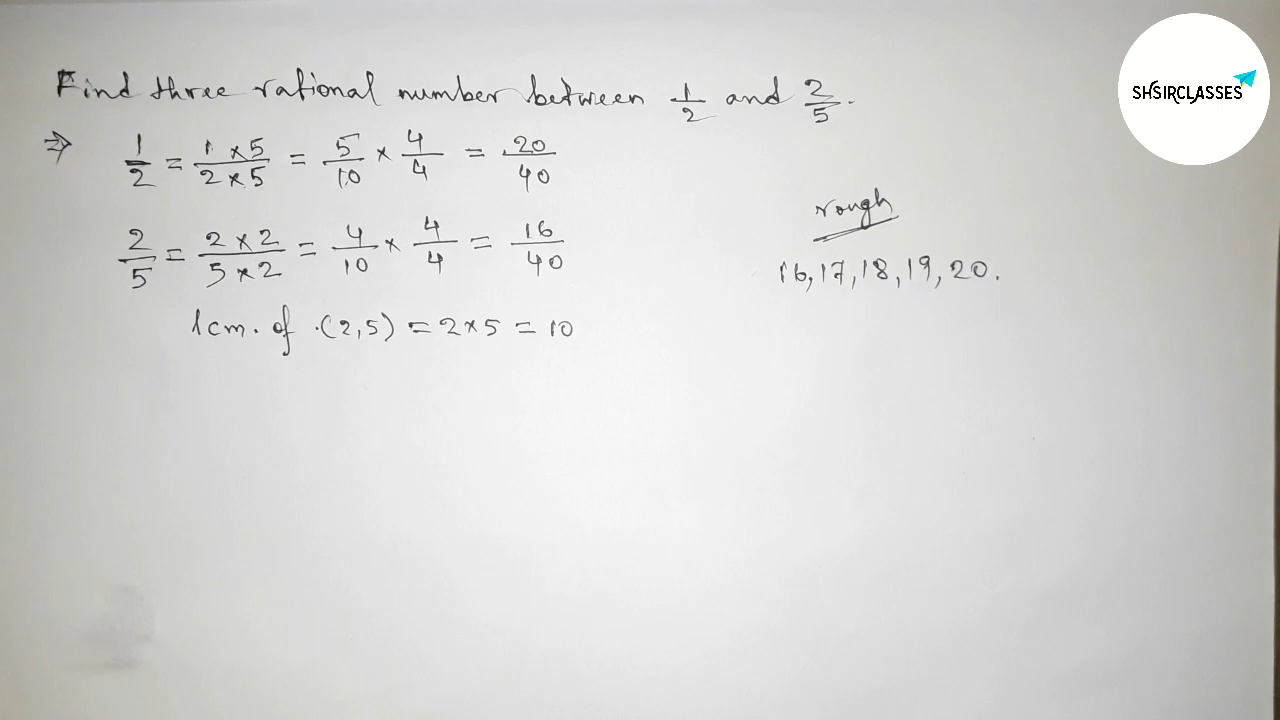 Find three rational number between 1/2 and 2/5.
SHSIRCLASSES
⇒ 1/2 = 1 × 5 / 2 × 5 = 5/10 × 4/4 = 20/40
rough
2/5 = 2 × 2 / 5 × 2 = 4/10 × 4/4 = 16/40
16, 17, 18, 19, 20.
lcm. of (2,5) = 2 × 5 = 10